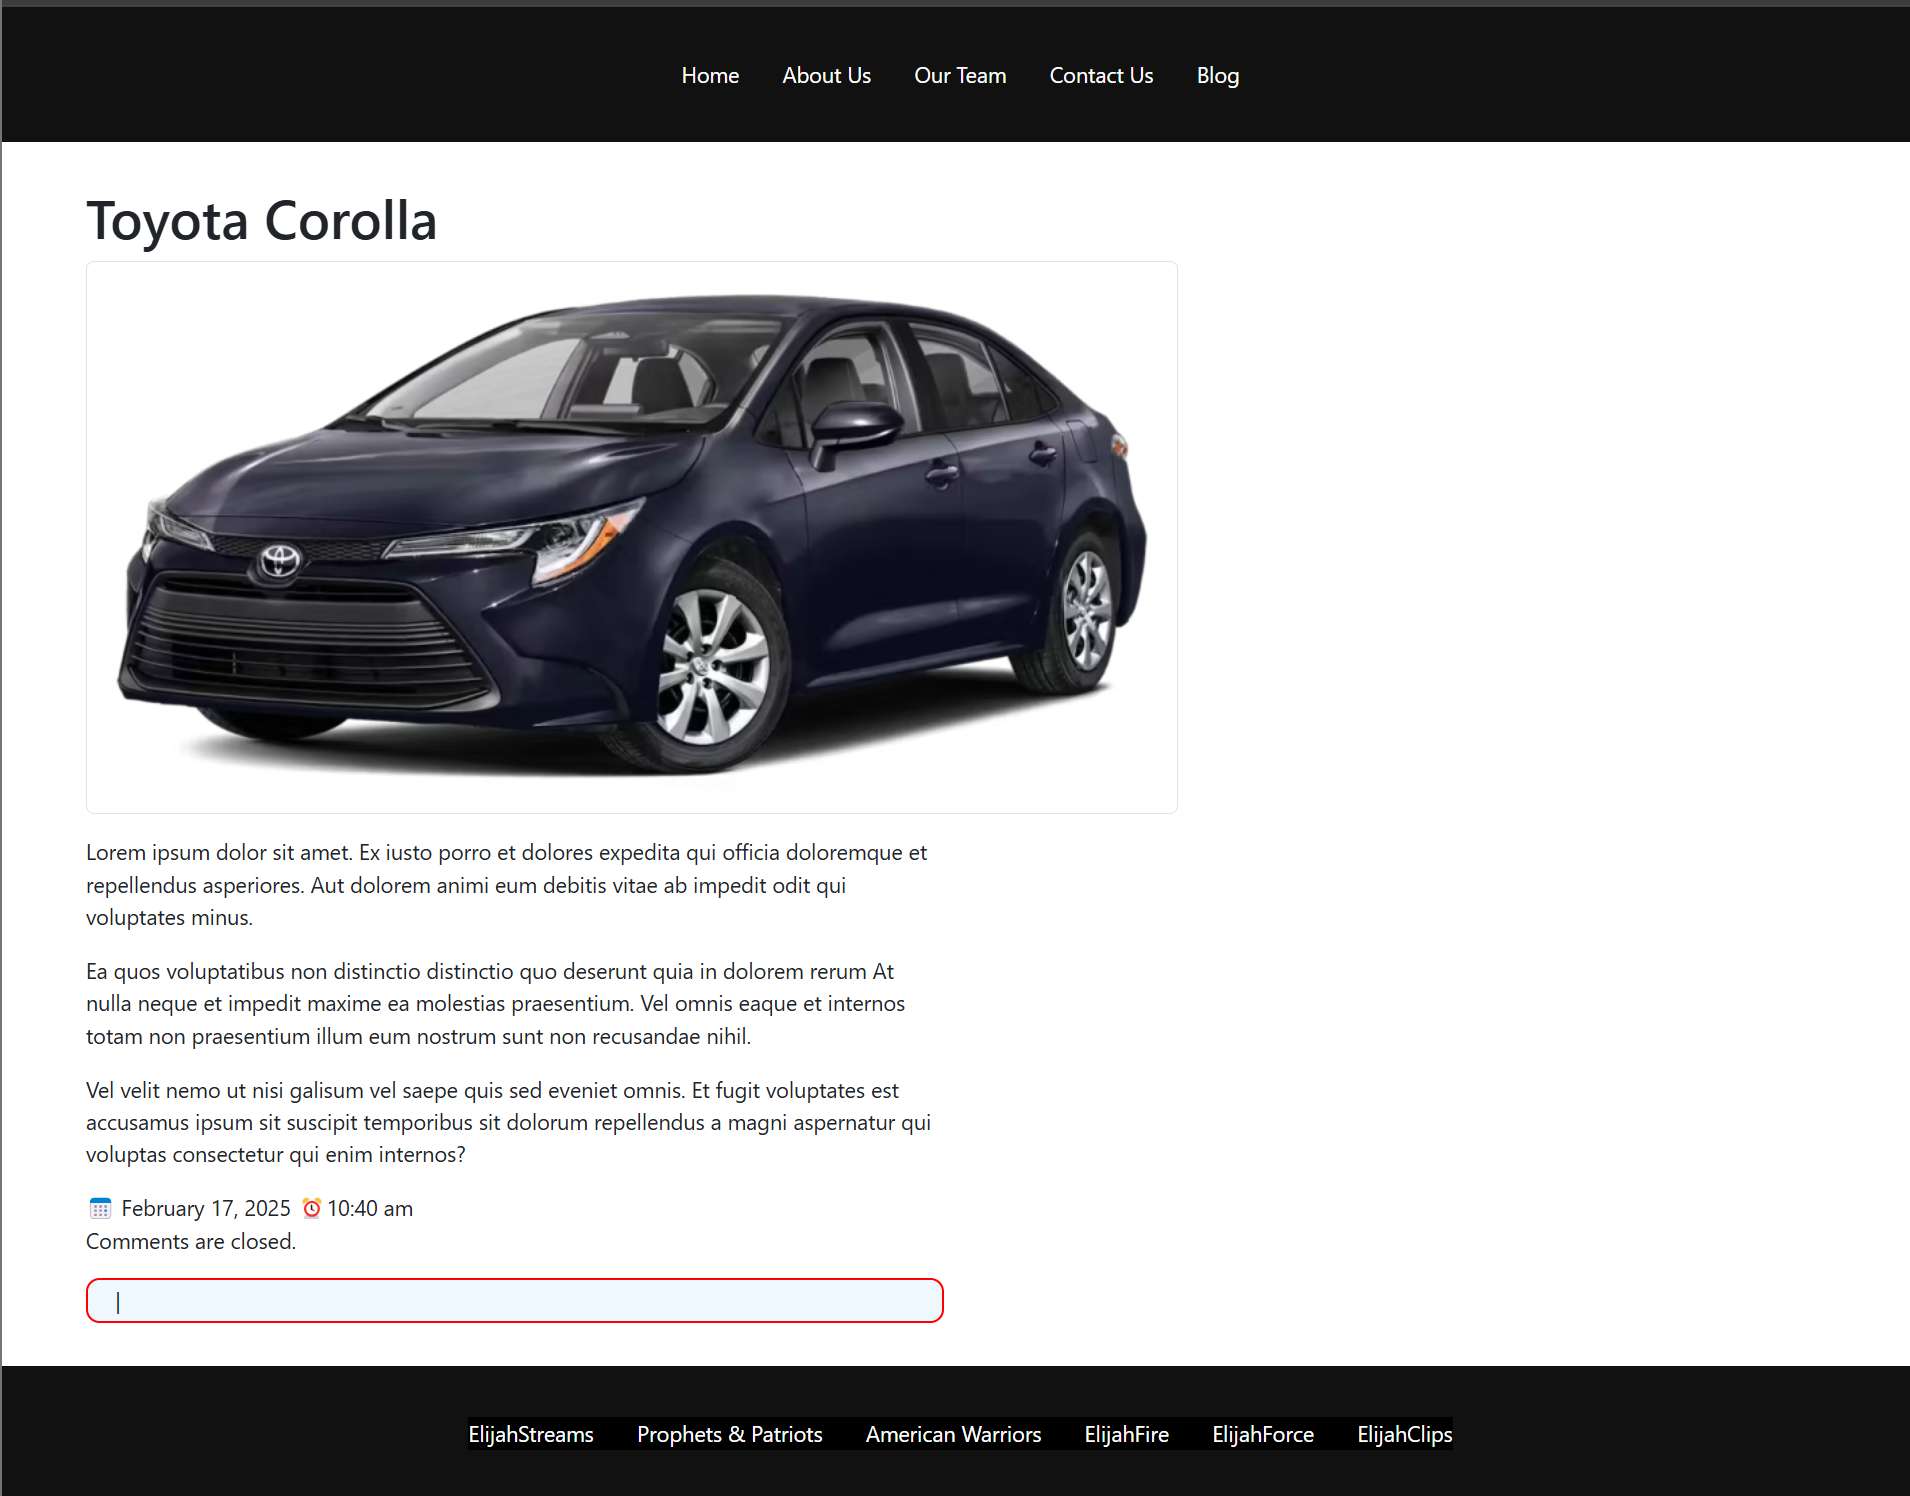 Home About Us Our Team Contact Us Blog
Toyota Corolla
Lorem ipsum dolor sit amet. Ex iusto porro et dolores expedita qui officia doloremque et
repellendus asperiores. Aut dolorem animi eum debitis vitae ab impedit odit qui
voluptates minus.
Ea quos voluptatibus non distinctio distinctio quo deserunt quia in dolorem rerum At
nulla neque et impedit maxime ea molestias praesentium. Vel omnis eaque et internos
totam non praesentium illum eum nostrum sunt non recusandae nihil.
Vel velit nemo ut nisi galisum vel saepe quis sed eveniet omnis. Et fugit voluptates est
accusamus ipsum sit suscipit temporibus sit dolorum repellendus a magni aspernatur qui
voluptas consectetur qui enim internos?
February 17, 2025 10:40 am
Comments are closed.
|
ElijahStreams Prophets & Patriots American Warriors ElijahFire ElijahForce ElijahClips